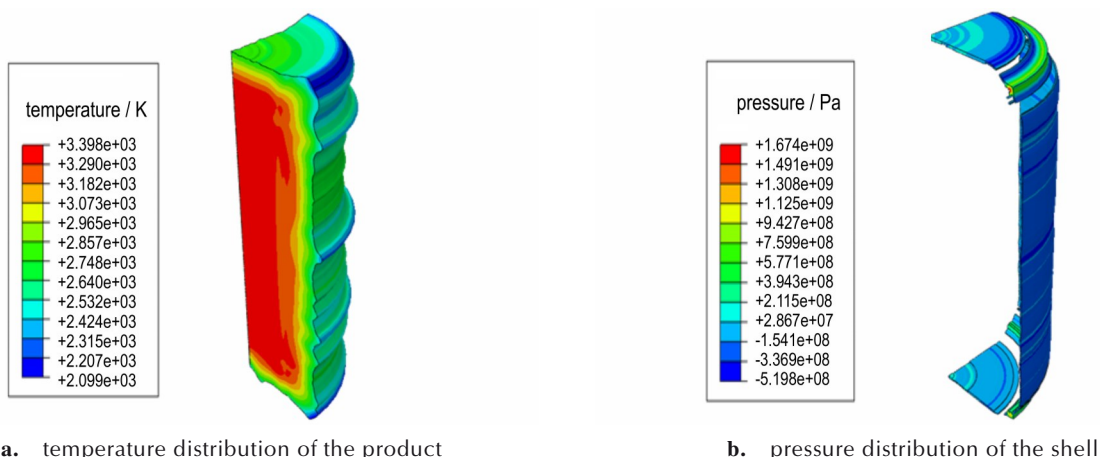 temperature / K
+3.398e+03
+3.290e+03
+3.182e+03
+3.073e+03
+2.965e+03
+2.857e+03
+2.748e+03
+2.640e+03
+2.532e+03
+2.424e+03
+2.315e+03
+2.207e+03
+2.099e+03
pressure / Pa
+1.674e+09
+1.491e+09
+1.308e+09
+1.125e+09
+9.427e+08
+7.599e+08
+5.771e+08
+3.943e+08
+2.115e+08
+2.867e+07
-1.541e+08
-3.369e+08
-5.198e+08
a. temperature distribution of the product
b. pressure distribution of the shell